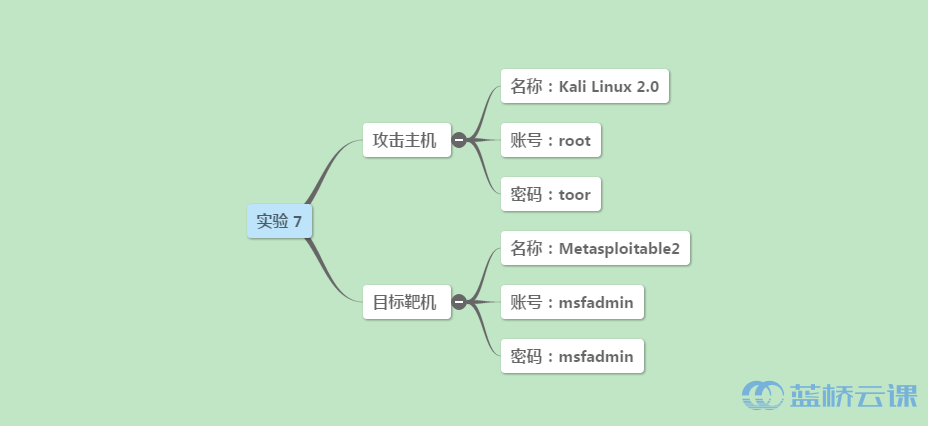 实验 7
攻击主机
名称：Kali Linux 2.0
账号：root
密码：toor
目标靶机
名称：Metasploitable2
账号：msfadmin
密码：msfadmin
蓝桥云课